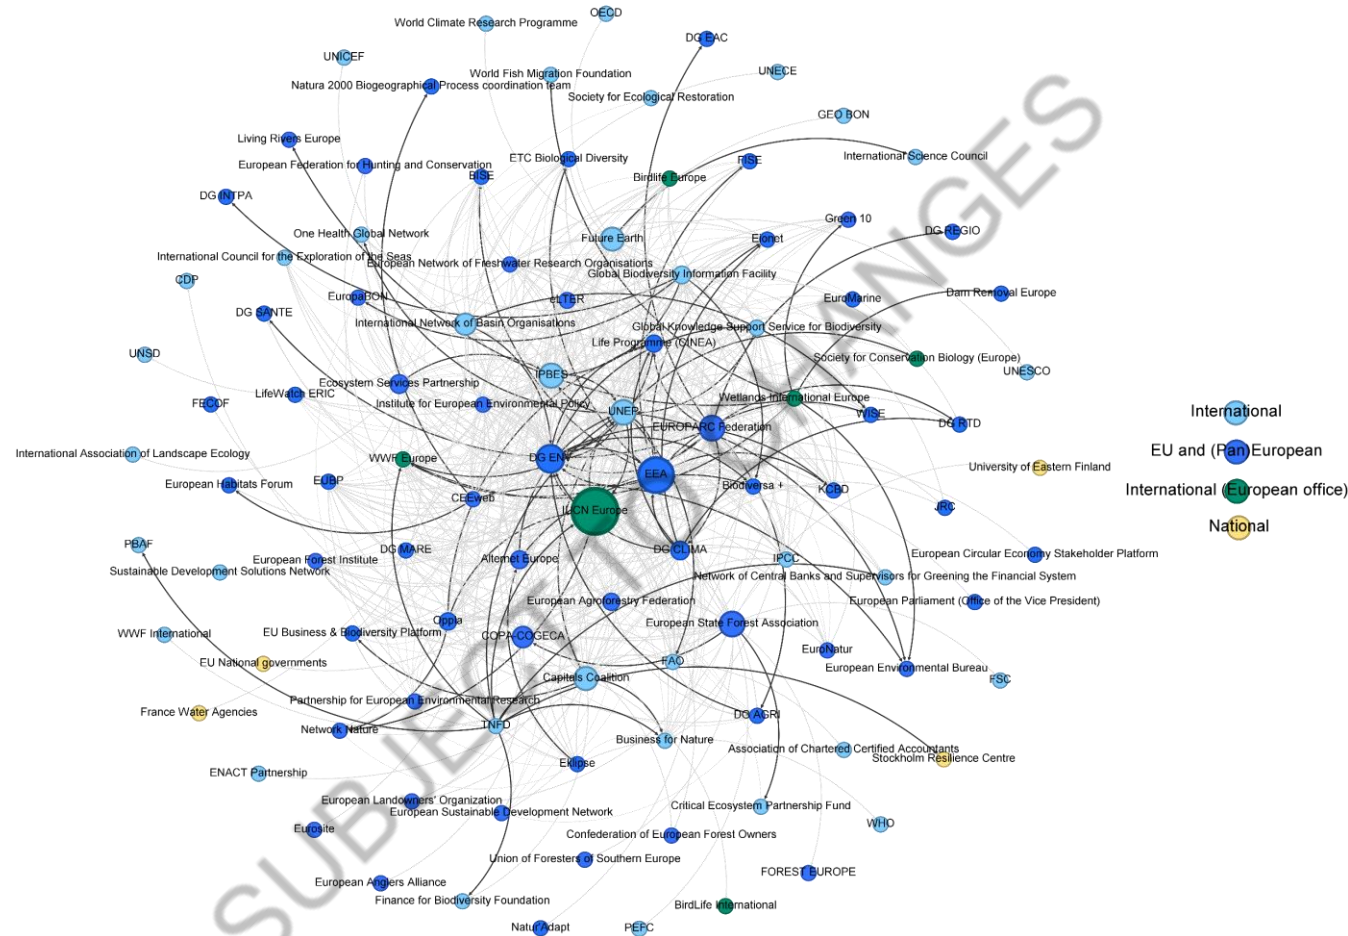 OECD
World Climate Research Programme
DG EAC
UNICEF
World Fish Migration Foundation
UNECE
Natura 2000 Biogeographical Process coordination team
Society for Ecological Restoration
GEO BON
Living Rivers Europe
ETC Biological Diversity
International Science Council
European Federation for Hunting and Conservation
FISE
BISE
Birdlife Europe
DG INTPA
Green 10
One Health Global Network
Future Earth
Eionet
DG REGIO
International Council for the Exploration of the Seas
European Network of Freshwater Research Organisations
Global Biodiversity Information Facility
CDP
EuropaBON
eLTER
EuroMarine
Dam Removal Europe
DG SANTE
International Network of Basin Organisations
Global Knowledge Support Service for Biodiversity
Life Programme (CINEA)
UNSD
Society for Conservation Biology (Europe)
UNESCO
Ecosystem Services Partnership
IPBES
LifeWatch ERIC
Wetlands International Europe
FECOF
Institute for European Environmental Policy
UNEP
WISE
International
DG RTD
EUROPARC Federation
International Association of Landscape Ecology
WWF Europe
DG ENV
EU and (Pan) European
University of Eastern Finland
EEA
European Habitats Forum
EUBP
Biodiversa +
KCBD
International (European office)
CEEweb
JRC
IUCN Europe
National
PBAF
DG MARE
DG CLIMA
European Circular Economy Stakeholder Platform
European Forest Institute
Alternet Europe
IPCC
Sustainable Development Solutions Network
Network of Central Banks and Supervisors for Greening the Financial System
European Agroforestry Federation
European Parliament (Office of the Vice President)
Oppla
European State Forest Association
WWF International
EU Business & Biodiversity Platform
COPA-COGECA
EuroNatur
EU National governments
FAO
European Environmental Bureau
Capitals Coalition
FSC
Partnership for European Environmental Research
France Water Agencies
DG AGRI
TNFD
Network Nature
Business for Nature
Association of Chartered Certified Accountants
Stockholm Resilience Centre
Eklipse
ENACT Partnership
European Landowners' Organization
Critical Ecosystem Partnership Fund
European Sustainable Development Network
WHO
Eurosite
Confederation of European Forest Owners
Union of Foresters of Southern Europe
FOREST EUROPE
European Anglers Alliance
Finance for Biodiversity Foundation
BirdLife International
Natur'Adapt
PEFC
SUBJECT TO CHANGES